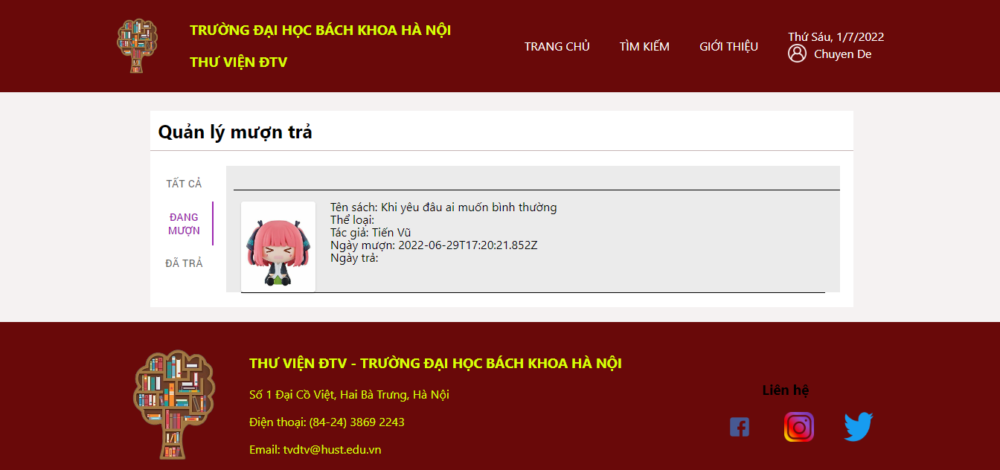 TRƯỜNG ĐẠI HỌC BÁCH KHOA HÀ NỘI
THƯ VIỆN ĐTV
TRANG CHỦ
TÌM KIẾM
GIỚI THIỆU
Thứ Sáu, 1/7/2022
Chuyen De
Quản lý mượn trả
TẤT CẢ
ĐANG
MƯỢN
ĐÃ TRẢ
Tên sách: Khi yêu đâu ai muốn bình thường
Thể loại:
Tác giả: Tiến Vũ
Ngày mượn: 2022-06-29T17:20:21.852Z
Ngày trả:
THƯ VIỆN ĐTV - TRƯỜNG ĐẠI HỌC BÁCH KHOA HÀ NỘI
Số 1 Đại Cồ Việt, Hai Bà Trưng, Hà Nội
Điện thoại: (84-24) 3869 2243
Email: tvdtv@hust.edu.vn
Liên hệ